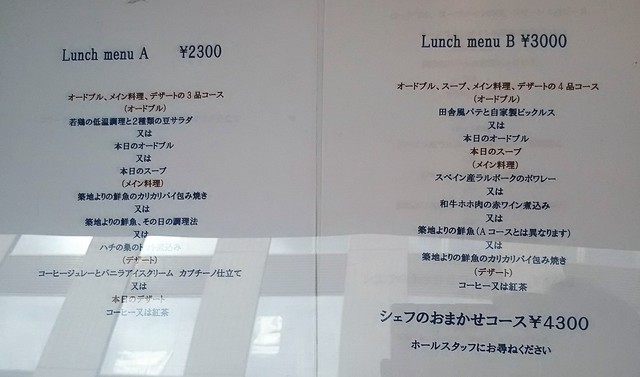 Lunch menu A ¥2300
オードブル、メイン料理、デザートの3品コース
(オードブル)
若鶏の低温調理と2種類の豆サラダ
又は
本日のオードブル
又は
本日のスープ
(メイン料理)
築地よりの鮮魚のカリカリパイ包み焼き
又は
築地よりの鮮魚、その日の調理法
又は
ハチの巣のト 込み
(デザート)
コーヒージュレーとバニラアイスクリーム カプチーノ仕立て
又は
本日のデザート
コーヒー又は紅茶
Lunch menu B ¥3000
オードブル、スープ、メイン料理、デザートの4品コース
(オードブル)
田舎風パテと自家製ピックルス
又は
本日のオードブル
本日のスープ
(メイン料理)
スペイン産ラルポークのポワレー
又は
和牛ホホ肉の赤ワイン煮込み
又は
築地よりの鮮魚(Aコースとは異なります)
又は
築地よりの鮮魚のカリカリパイ包み焼き
(デザート)
コーヒー又は紅茶
シェフのおまかせコース¥4300
ホールスタッフにお尋ねください